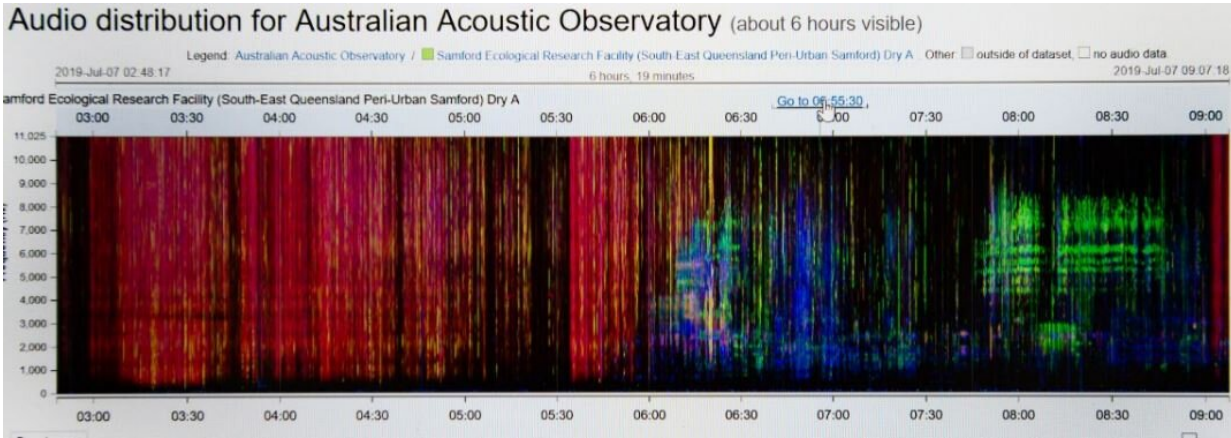 Audio distribution for Australian Acoustic Observatory (about 6 hours visible)
Legend: Australian Acoustic Observatory / Samford Ecological Research Facility (South-East Queensland Peri-Urban Samford) Dry A Other: outside of dataset, no audio data
2019-Jul-07 02:48:17 6 hours, 19 minutes 2019-Jul-07 09:07:18
amford Ecological Research Facility (South-East Queensland Peri-Urban Samford) Dry A Go to 06:55:30
03:00 03:30 04:00 04:30 05:00 05:30 06:00 06:30 07:30 08:00 08:30 09:00
11,025
10,000
9,000
8,000
7,000
6,000
5,000
4,000
3,000
2,000
1,000
0
03:00 03:30 04:00 04:30 05:00 05:30 06:00 06:30 07:00 07:30 08:00 08:30 09:00